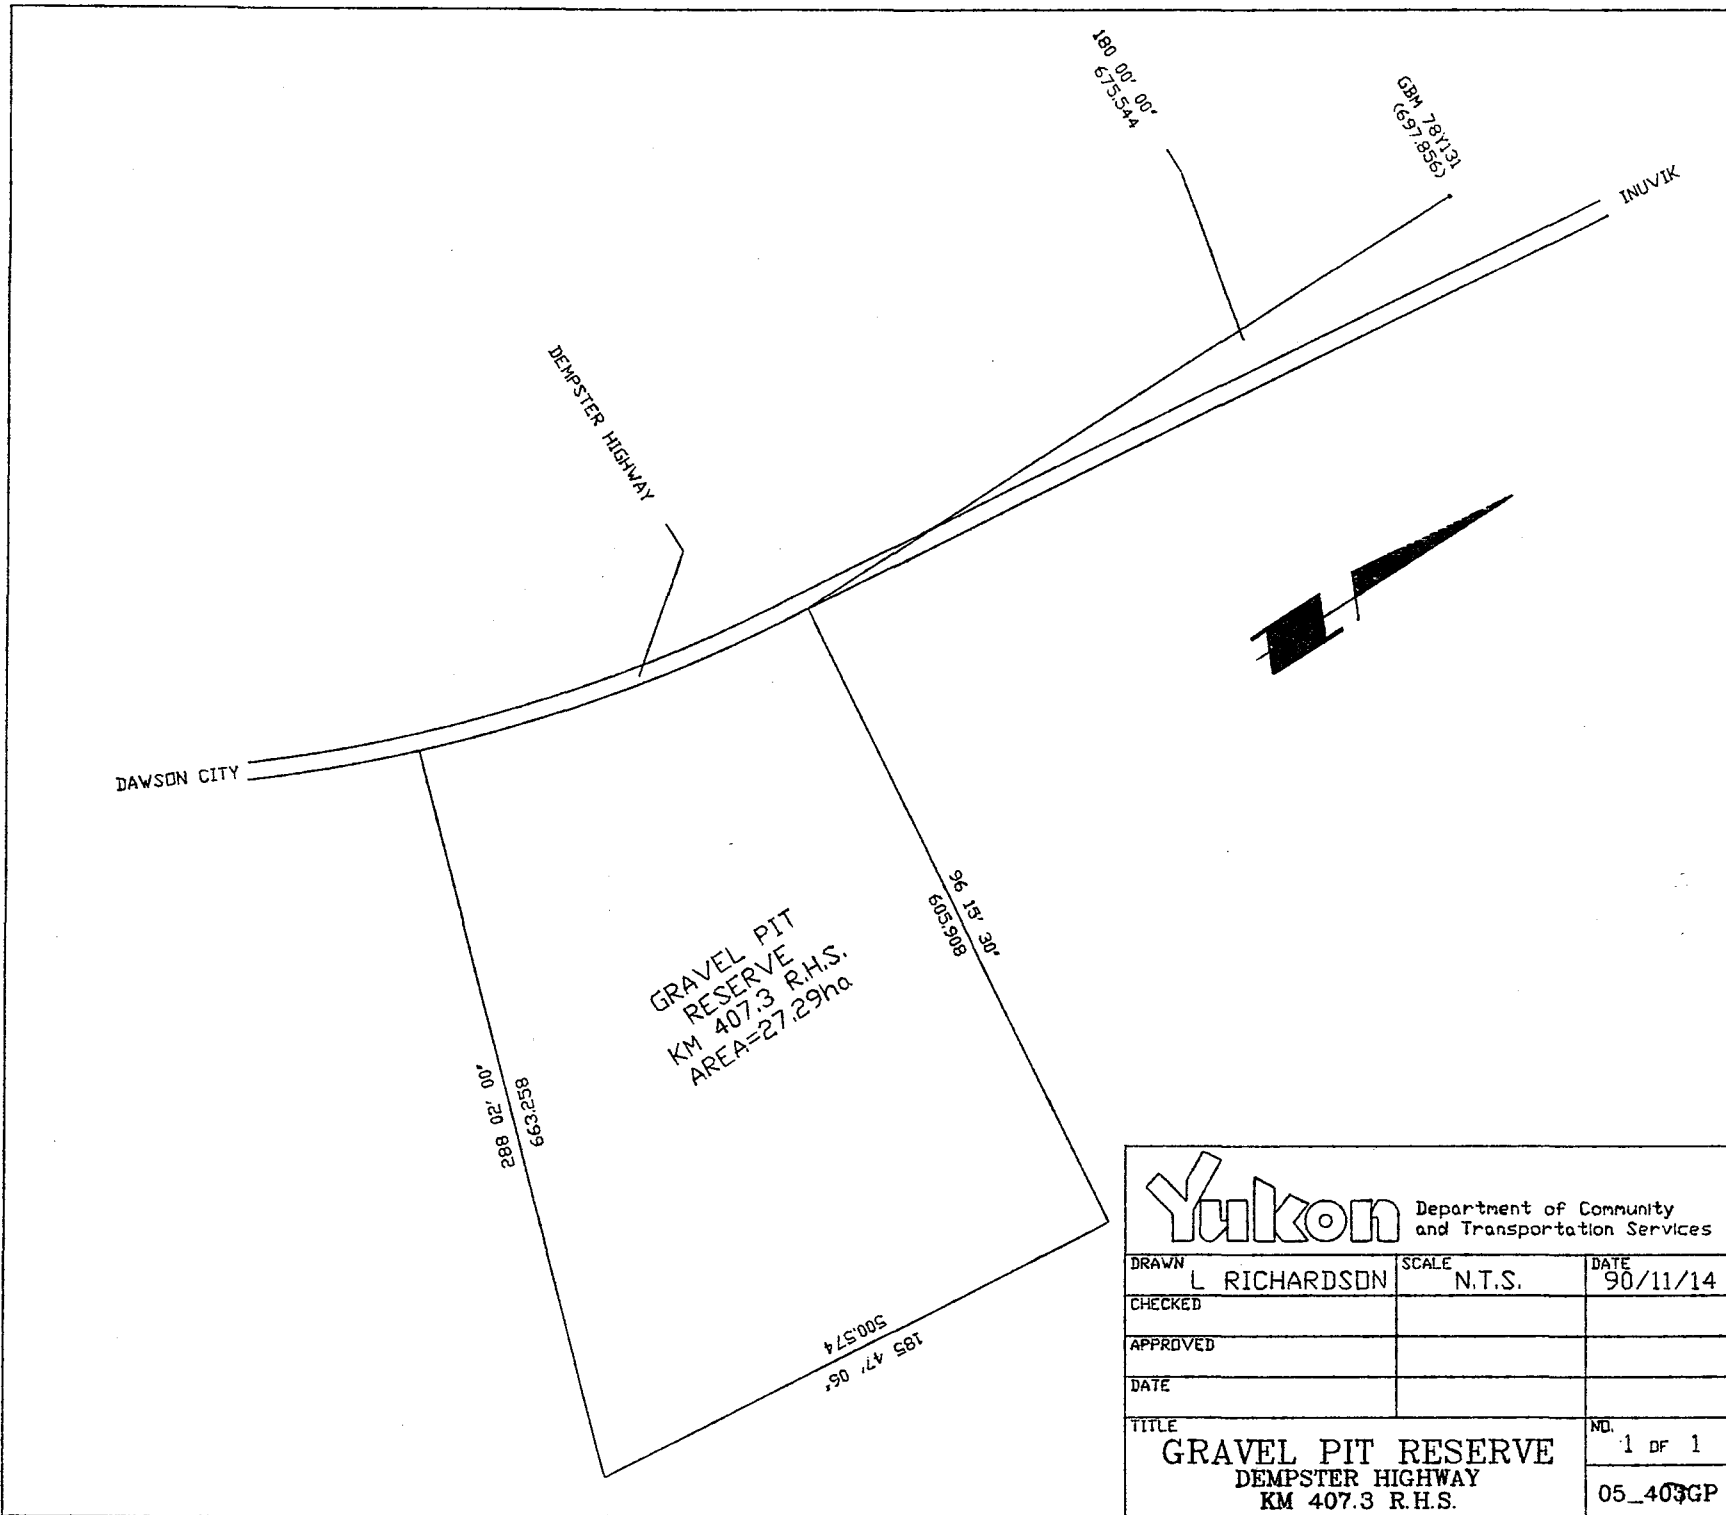 180 00' 00"
675.544
GBM 78Y131
(697.856)
INUVIK
DEMPSTER HIGHWAY
DAWSON CITY
96 15' 30"
605.908
GRAVEL PIT
RESERVE
KM 407.3 R.H.S.
AREA=27.29ha
288 02' 00"
663.258
500.574
185 47' 06"
Yukon
Department of Community
and Transportation Services
DRAWN
L RICHARDSON
SCALE
N.T.S.
DATE
90/11/14
CHECKED
APPROVED
DATE
TITLE
GRAVEL PIT RESERVE
DEMPSTER HIGHWAY
KM 407.3 R.H.S.
NO.
1 OF 1